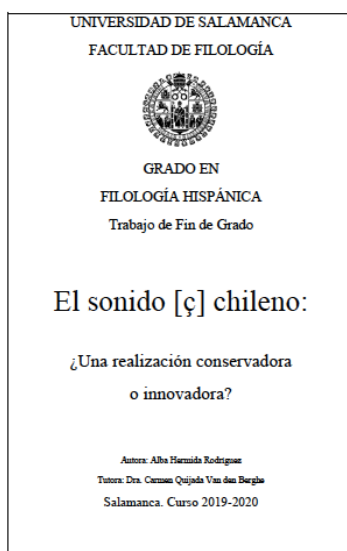 UNIVERSIDAD DE SALAMANCA
FACULTAD DE FILOLOGÍA
GRADO EN
FILOLOGÍA HISPÁNICA
Trabajo de Fin de Grado
El sonido [ç] chileno:
¿Una realización conservadora
o innovadora?
Autora: Alba Hermida Rodríguez
Tutora: Dra. Carmen Quijada Van den Berghe
Salamanca. Curso 2019-2020